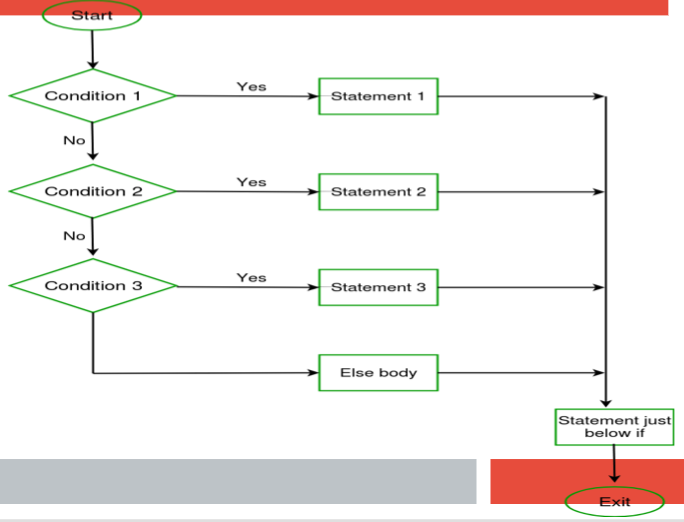 Start
Condition 1
Yes
Statement 1
No
Condition 2
Yes
Statement 2
No
Condition 3
Yes
Statement 3
Else body
Statement just
below if
Exit